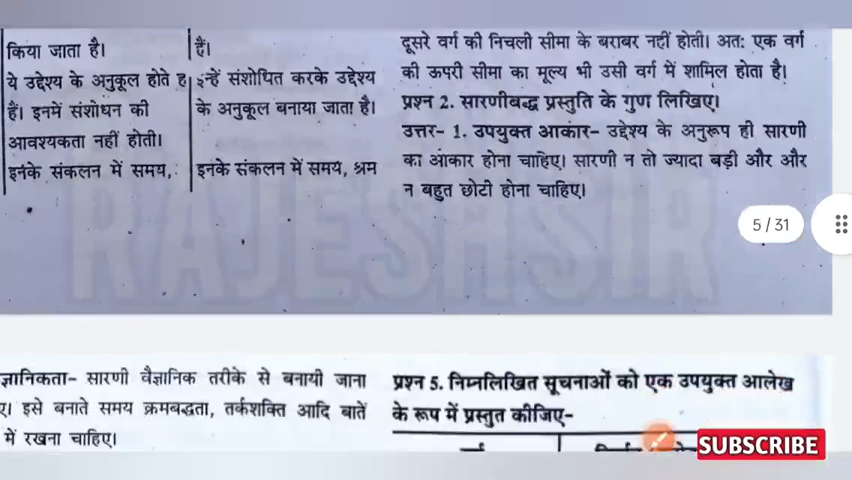 किया जाता है।
ये उद्देश्य के अनुकूल होते ह
हैं। इनमें संशोधन की
आवश्यकता नहीं होती।
इनके संकलन में समय,
हैं।
इन्हें संशोधित करके उद्देश्य
के अनुकूल बनाया जाता है।
इनके संकलन में समय, श्रम
दूसरे वर्ग की निचली सीमा के बराबर नहीं होती। अतः एक वर्ग
की ऊपरी सीमा का मूल्य भी उसी वर्ग में शामिल होता है।
प्रश्न 2. सारणीबद्ध प्रस्तुति के गुण लिखिए।
उत्तर- 1. उपयुक्त आकार- उद्देश्य के अनुरूप ही सारणी
का आकार होना चाहिए। सारणी न तो ज्यादा बड़ी और और
न बहुत छोटी होना चाहिए।
RAJESH SIR
5 / 31
ज्ञानिकता- सारणी वैज्ञानिक तरीके से बनायी जाना
ए। इसे बनाते समय क्रमबद्धता, तर्कशक्ति आदि बातें
में रखना चाहिए।
प्रश्न 5. निम्नलिखित सूचनाओं को एक उपयुक्त आलेख
के रूप में प्रस्तुत कीजिए-
SUBSCRIBE